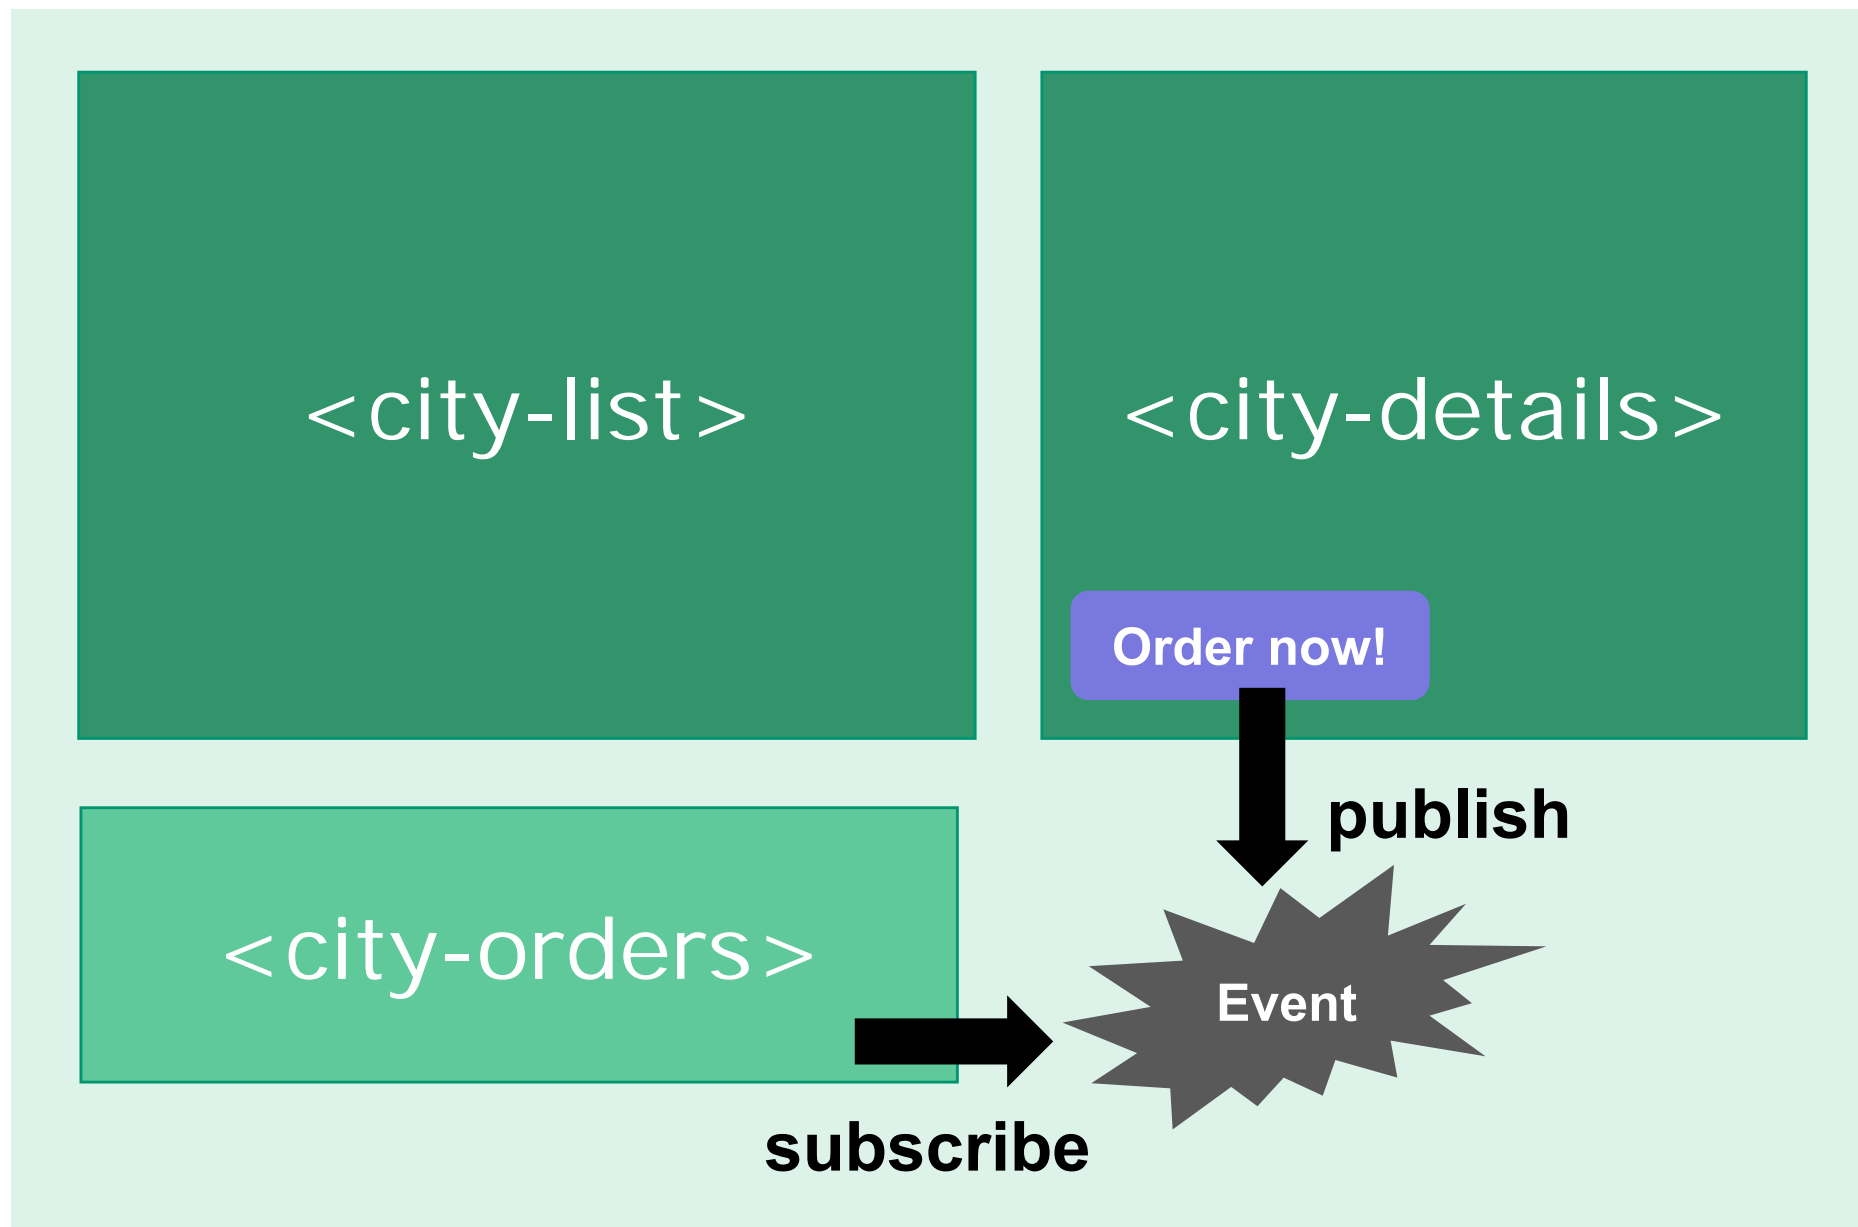 <city-list>
<city-details>
Order now!
publish
<city-orders>
Event
subscribe